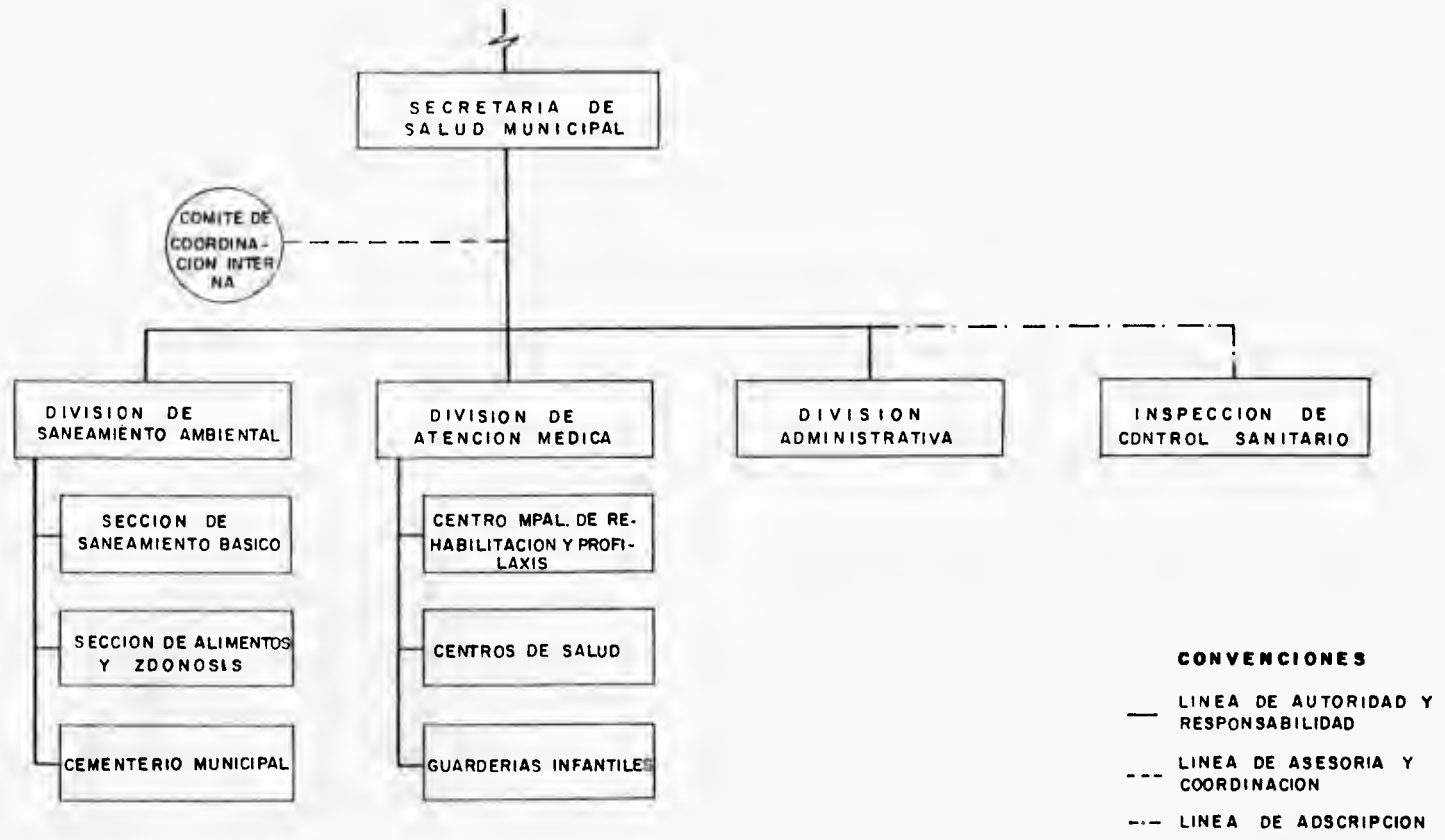 SECRETARIA DE
SALUD MUNICIPAL
COMITE DE
COORDINA-
CION INTER
NA
DIVISION DE
SANEAMIENTO AMBIENTAL
DIVISION DE
ATENCION MEDICA
DIVISION
ADMINISTRATIVA
INSPECCION DE
CONTROL SANITARIO
SECCION DE
SANEAMIENTO BASICO
SECCION DE ALIMENTOS
Y ZOONOSIS
CEMENTERIO MUNICIPAL
CENTRO MPAL. DE RE-
HABILITACION Y PROFI-
LAXIS
CENTROS DE SALUD
GUARDERIAS INFANTILES
CONVENCIONES
LINEA DE AUTORIDAD Y
RESPONSABILIDAD
LINEA DE ASESORIA Y
COORDINACION
LINEA DE ADSCRIPCION